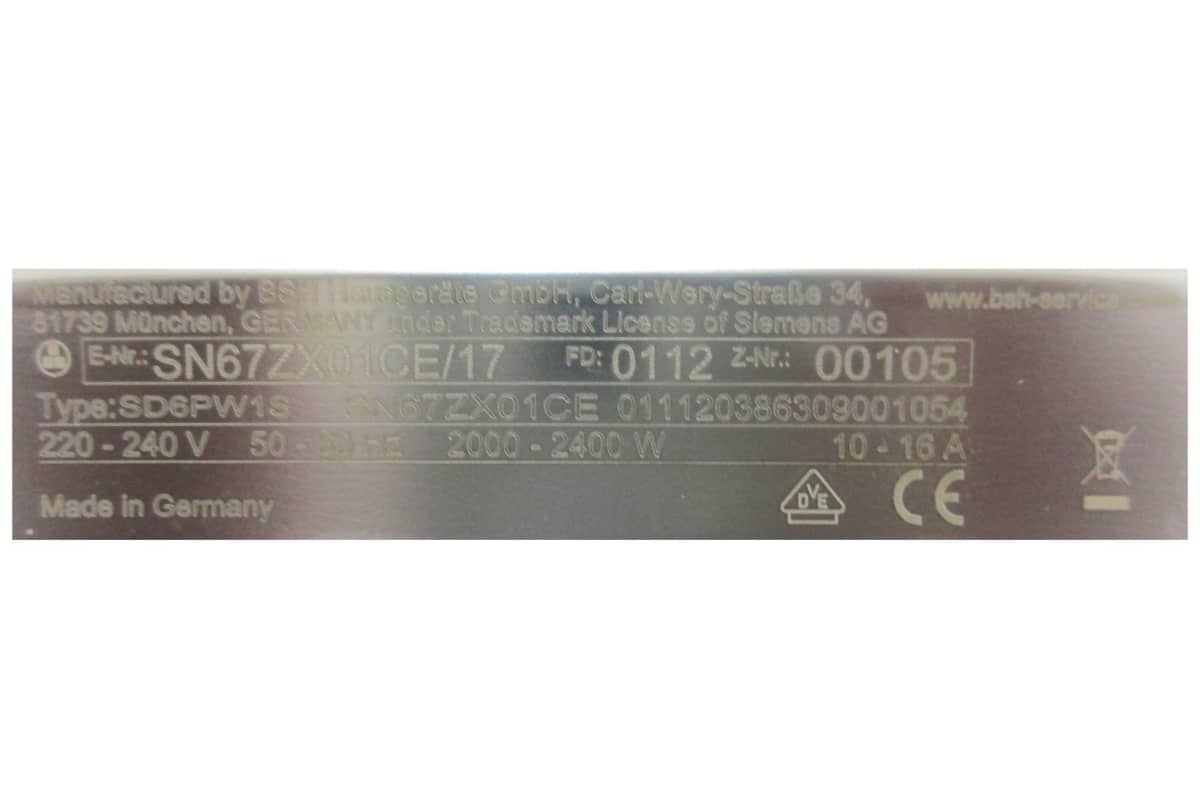 Manufactured by BSH Hausgeräte GmbH, Carl-Wery-Straße 34,
81739 München, GERMANY under Trademark License of Siemens AG
www.bsh-service
E-Nr.: SN67ZX01CE/17 FD: 0112 Z-Nr.: 00105
Type:SD6PW1S SN67ZX01CE 011120386309001054
220 - 240 V 50 - 60 Hz 2000 - 2400 W 10 - 16 A
Made in Germany
DVE CE